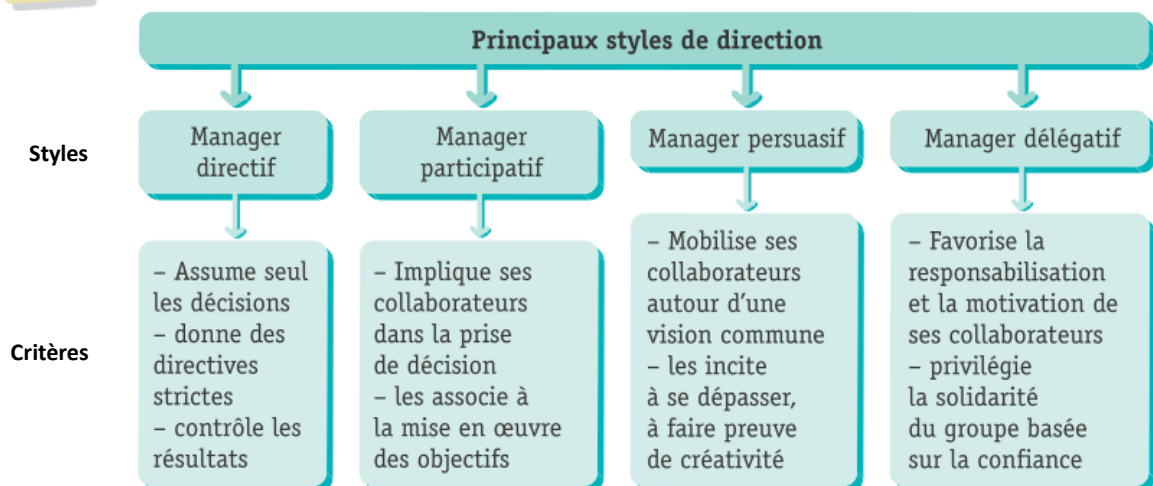 Principaux styles de direction
Styles
Manager
directif
Manager
participatif
Manager persuasif
Manager délégatif
Critères
– Assume seul
les décisions
– donne des
directives
strictes
– contrôle les
résultats
– Implique ses
collaborateurs
dans la prise
de décision
– les associe à
la mise en œuvre
des objectifs
– Mobilise ses
collaborateurs
autour d’une
vision commune
– les incite
à se dépasser,
à faire preuve
de créativité
– Favorise la
responsabilisation
et la motivation de
ses collaborateurs
– privilégie
la solidarité
du groupe basée
sur la confiance